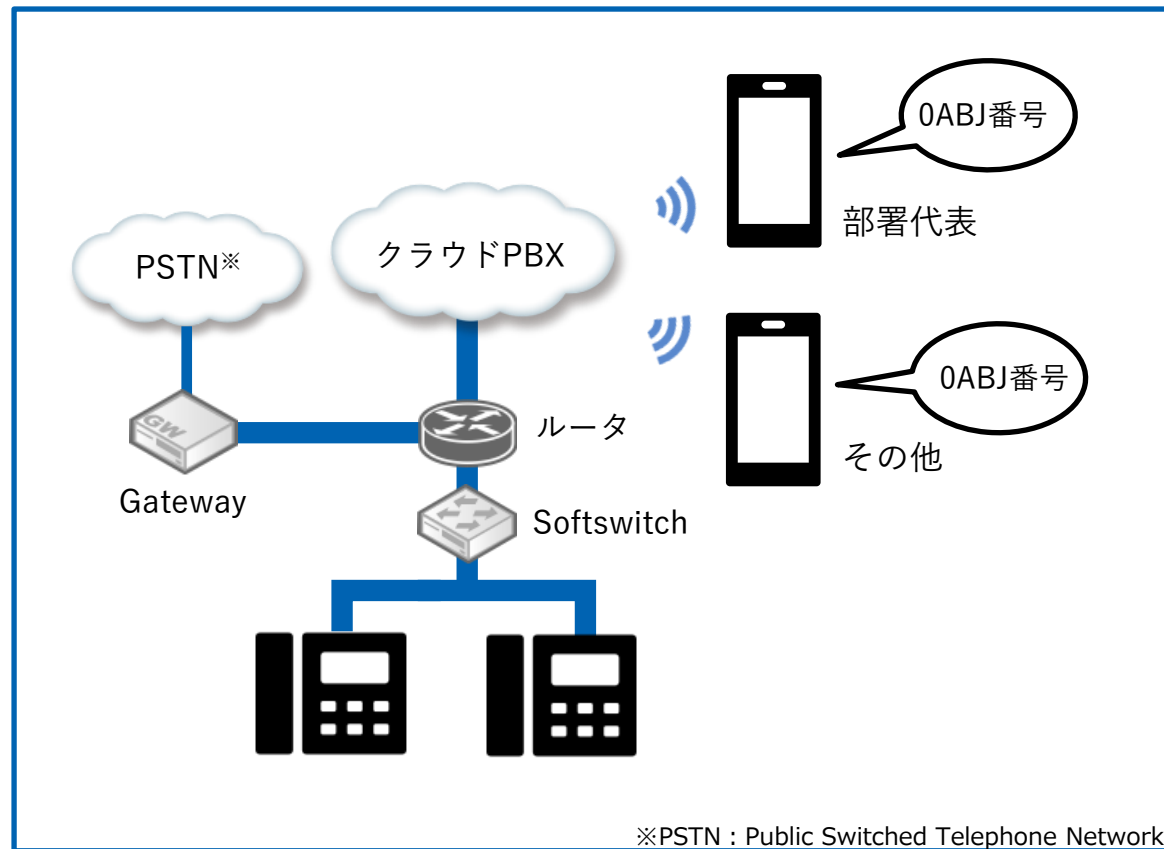 0ABJ番号
部署代表
クラウドPBX
PSTN※
0ABJ番号
ルータ
その他
GW
Gateway
Softswitch
※PSTN : Public Switched Telephone Network